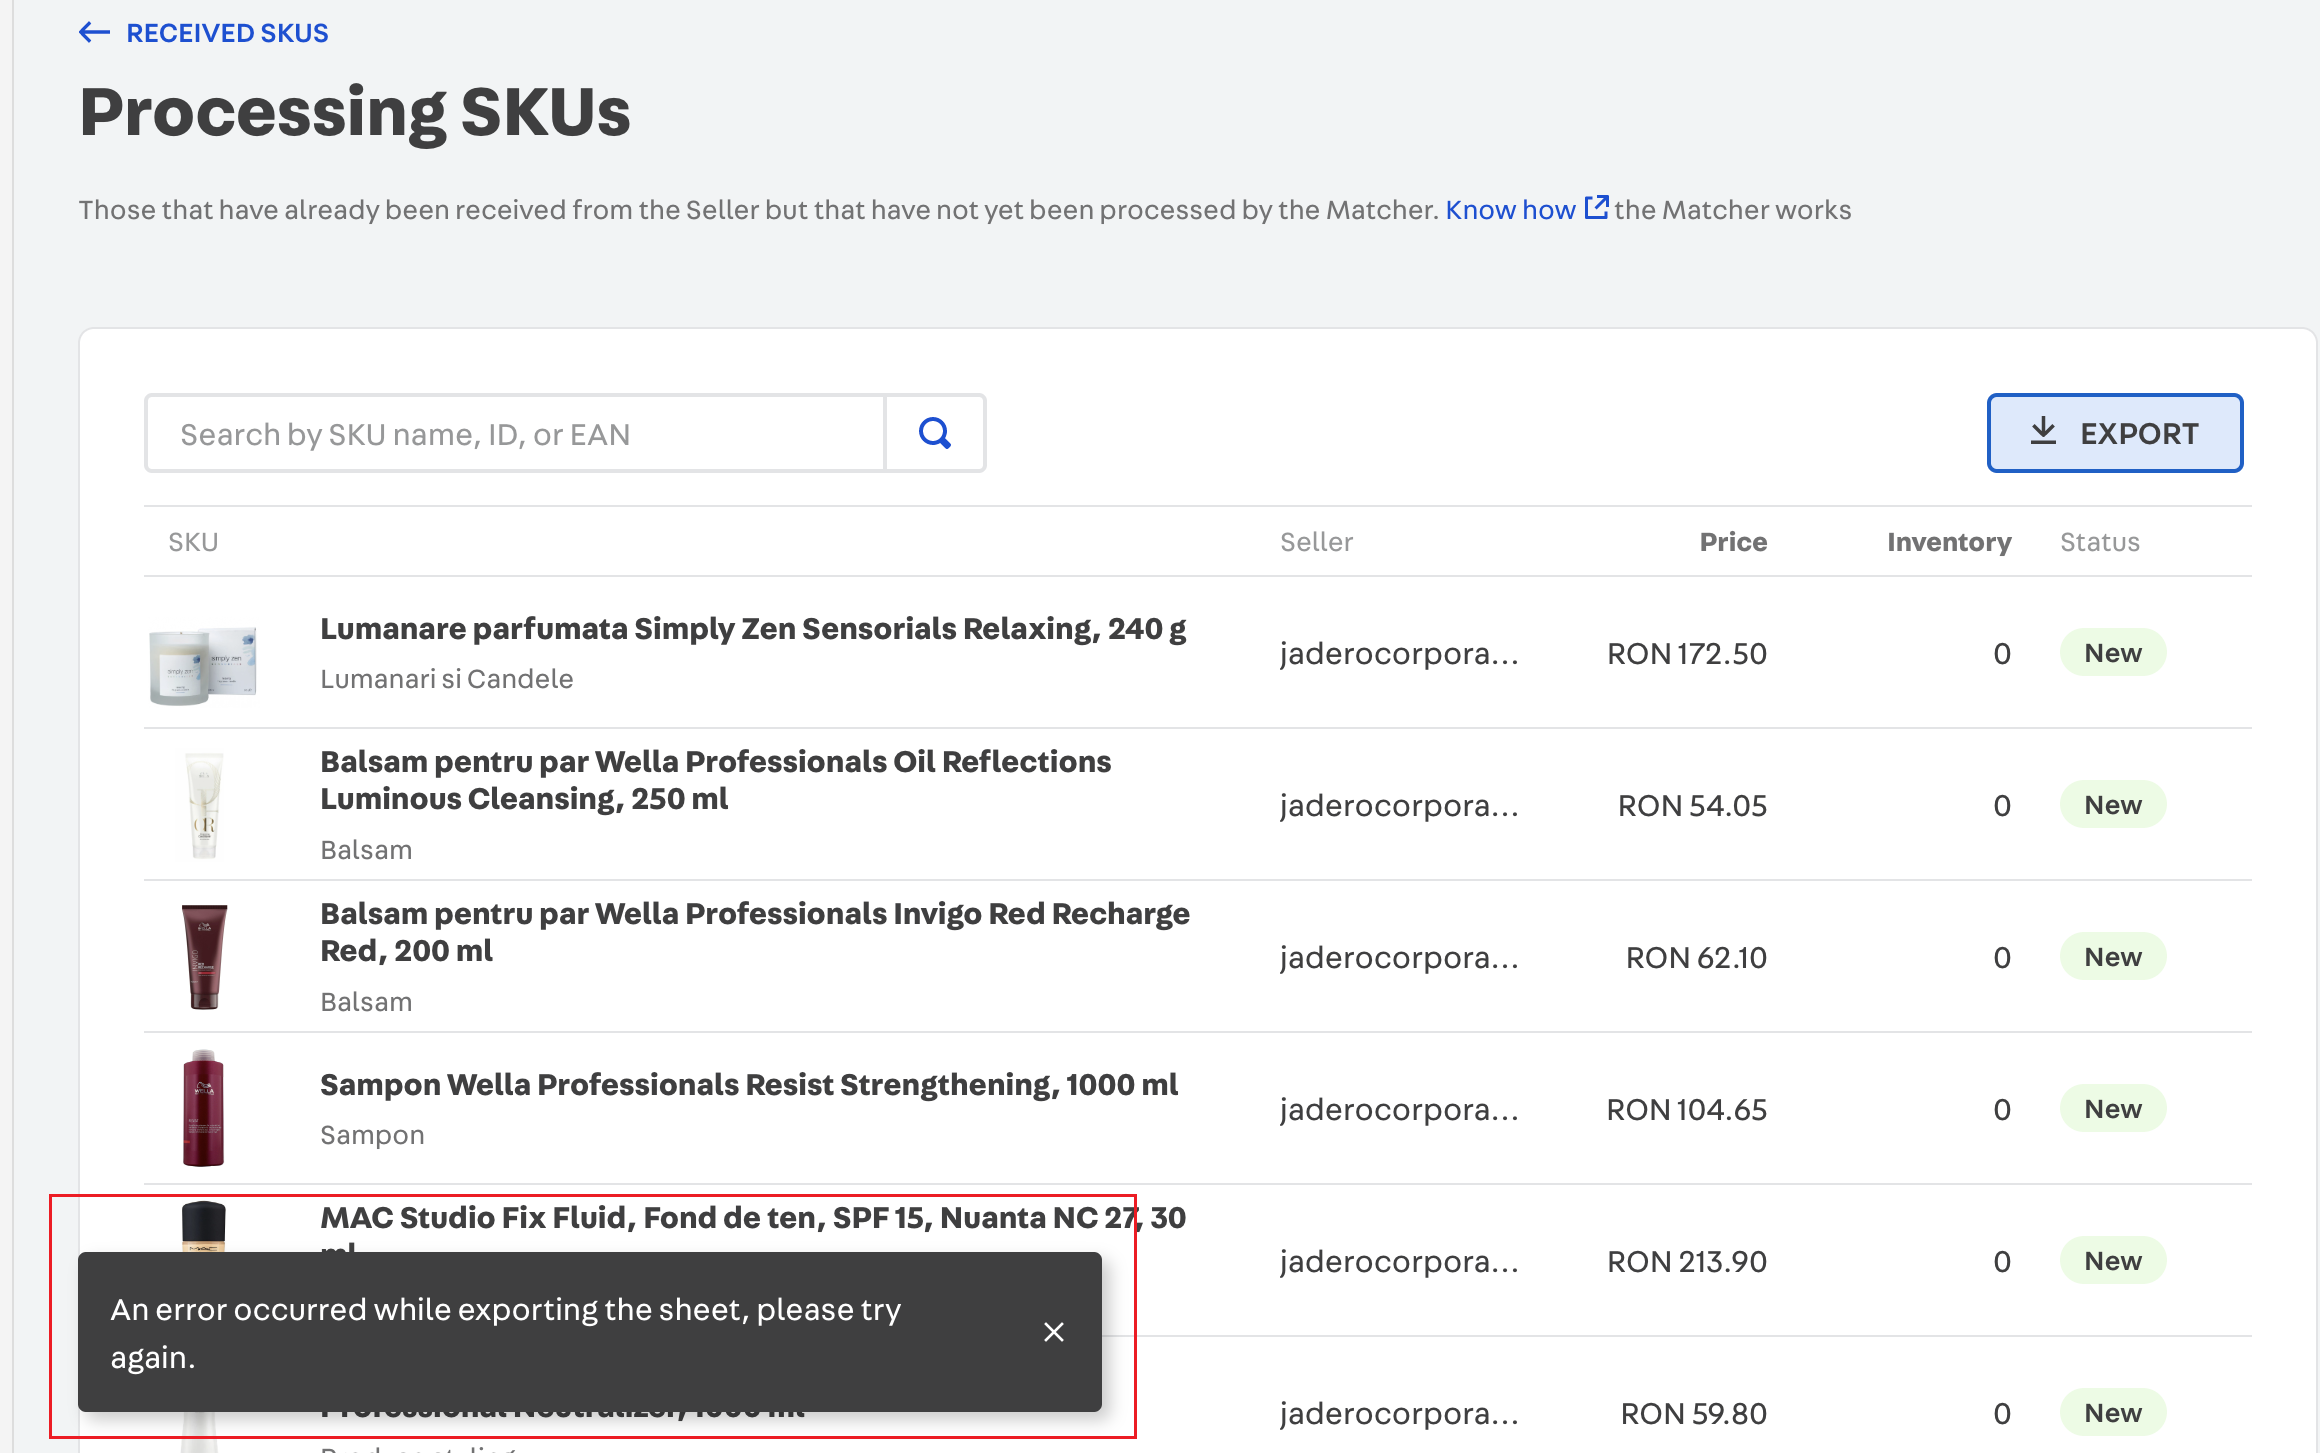 RECEIVED SKUS
Processing SKUs
Those that have already been received from the Seller but that have not yet been processed by the Matcher. Know how the Matcher works
Search by SKU name, ID, or EAN
EXPORT
SKU Seller Price Inventory Status
Lumanare parfumata Simply Zen Sensorials Relaxing, 240 g
Lumanari si Candele
jaderocorpora... RON 172.50 0 New
Balsam pentru par Wella Professionals Oil Reflections
Luminous Cleansing, 250 ml
Balsam
jaderocorpora... RON 54.05 0 New
Balsam pentru par Wella Professionals Invigo Red Recharge
Red, 200 ml
Balsam
jaderocorpora... RON 62.10 0 New
Sampon Wella Professionals Resist Strengthening, 1000 ml
Sampon
jaderocorpora... RON 104.65 0 New
MAC Studio Fix Fluid, Fond de ten, SPF 15, Nuanta NC 27, 30
ml
jaderocorpora... RON 213.90 0 New
An error occurred while exporting the sheet, please try
again.
Professional Neutralizer, 1000 ml
jaderocorpora... RON 59.80 0 New